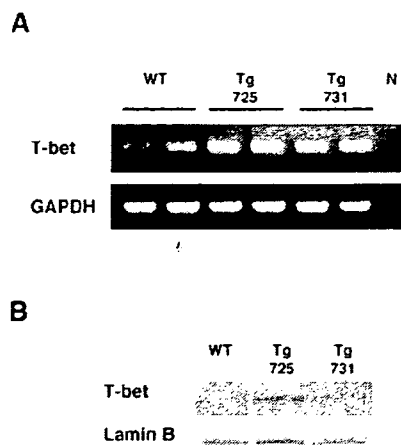 A
WT Tg Tg N
725 731
T-bet
GAPDH
B
WT Tg Tg
725 731
T-bet
Lamin B